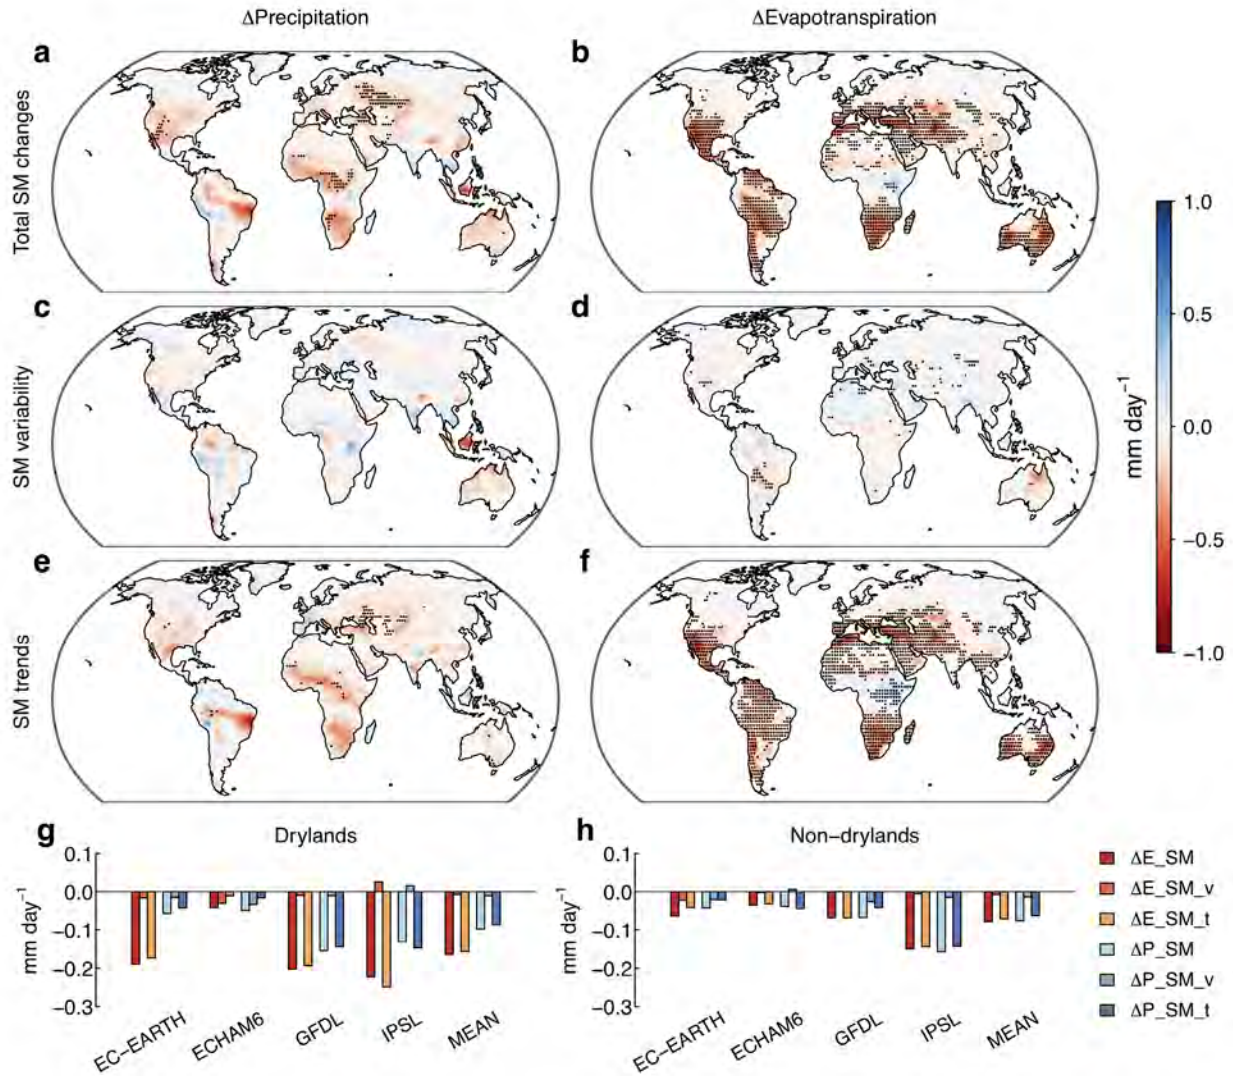 ΔPrecipitation
ΔEvapotranspiration
a
b
Total SM changes
c
d
SM variability
e
f
SM trends
1.0
0.5
0.0
−0.5
−1.0
mm day⁻¹
g
Drylands
0.1
0.0
−0.1
−0.2
−0.3
mm day⁻¹
EC−EARTH
ECHAM6
GFDL
IPSL
MEAN
h
Non−drylands
0.1
0.0
−0.1
−0.2
−0.3
mm day⁻¹
EC−EARTH
ECHAM6
GFDL
IPSL
MEAN
ΔE_SM
ΔE_SM_v
ΔE_SM_t
ΔP_SM
ΔP_SM_v
ΔP_SM_t